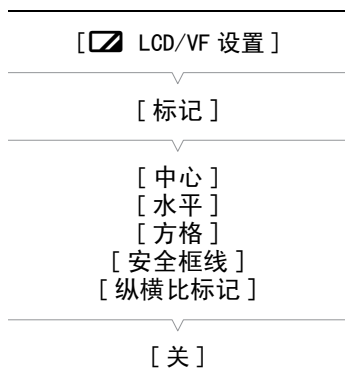 [ LCD/VF 设置 ]
[ 标记 ]
[ 中心 ]
[ 水平 ]
[ 方格 ]
[ 安全框线 ]
[ 纵横比标记 ]
[ 关 ]